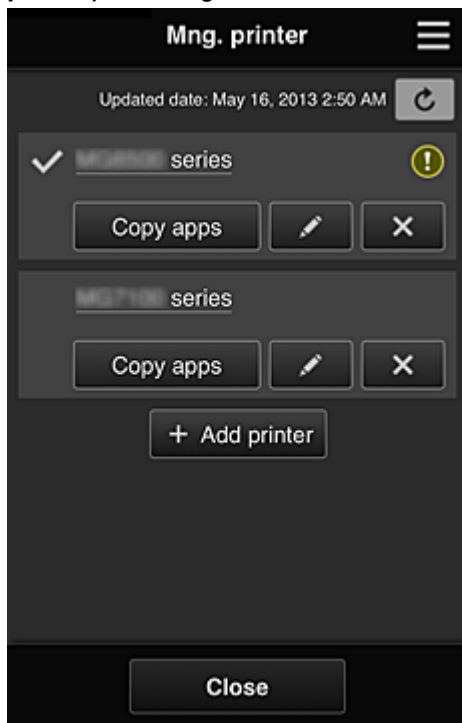 Mng. printer
Updated date: May 16, 2013 2:50 AM
series
Copy apps
series
Copy apps
+ Add printer
Close